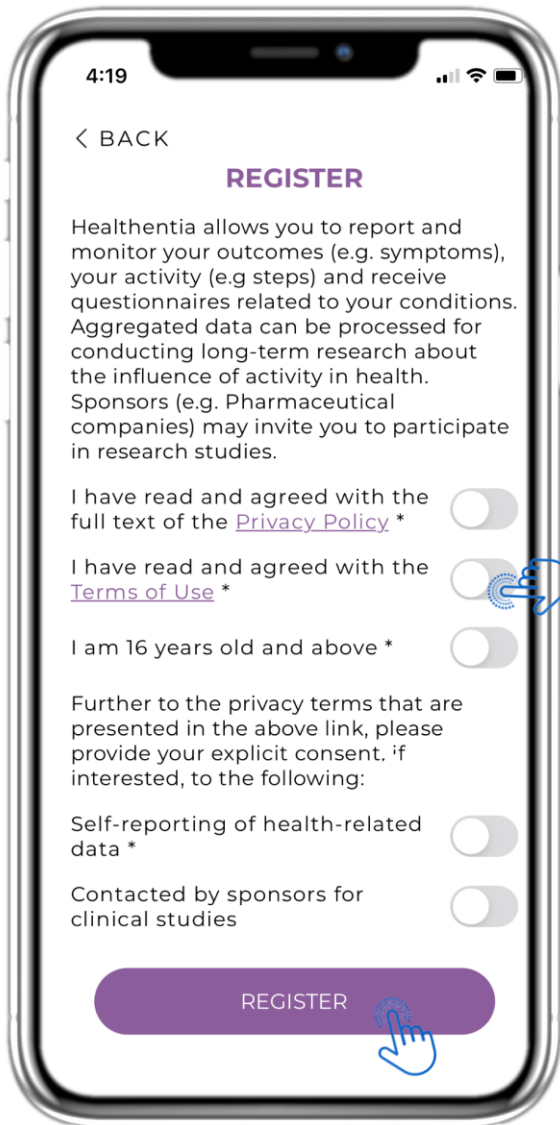 4:19
< BACK
REGISTER
Healthentia allows you to report and
monitor your outcomes (e.g. symptoms),
your activity (e.g steps) and receive
questionnaires related to your conditions.
Aggregated data can be processed for
conducting long-term research about
the influence of activity in health.
Sponsors (e.g. Pharmaceutical
companies) may invite you to participate
in research studies.
I have read and agreed with the
full text of the Privacy Policy *
I have read and agreed with the
Terms of Use *
I am 16 years old and above *
Further to the privacy terms that are
presented in the above link, please
provide your explicit consent, if
interested, to the following:
Self-reporting of health-related
data *
Contacted by sponsors for
clinical studies
REGISTER